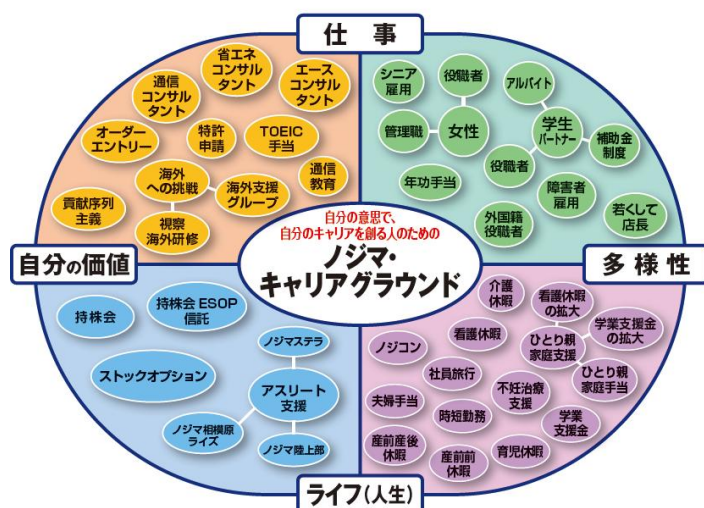 仕事
省エネ
コンサル
タント
通信
コンサル
タント
エース
コンサル
タント
オーダー
エントリー
特許
申請
TOEIC
手当
海外
への挑戦
海外支援
グループ
通信
教育
貢献序列
主義
視察
海外研修
シニア
雇用
役職者
アルバイト
管理職
女性
学生
パートナー
補助金
制度
役職者
年功手当
障害者
雇用
外国籍
役職者
若くして
店長
自分の意思で、
自分のキャリアを創る人のための
ノジマ・
キャリアグラウンド
自分の価値
多様性
持株会
持株会 ESOP
信託
ノジマステラ
ストックオプション
アスリート
支援
ノジマ相模原
ライズ
ノジマ陸上部
介護
休暇
看護休暇
の拡大
学業支援金
の拡大
ノジコン
看護休暇
ひとり親
家庭支援
社員旅行
ひとり親
家庭手当
夫婦手当
時短勤務
不妊治療
支援
学業
支援金
産前産後
休暇
産前前
休暇
育児休暇
ライフ(人生)